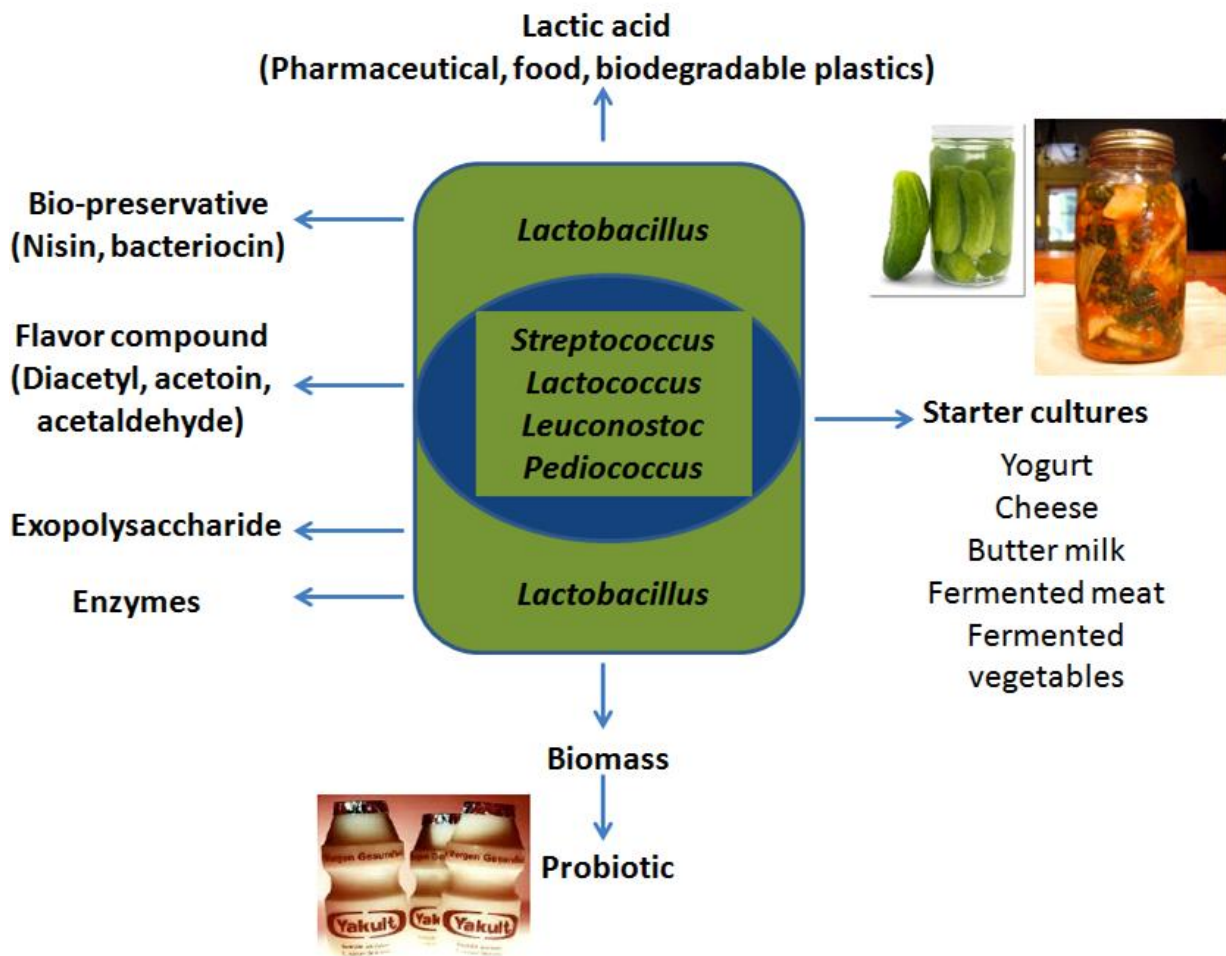 Lactic acid
(Pharmaceutical, food, biodegradable plastics)
Bio-preservative
(Nisin, bacteriocin)
Flavor compound
(Diacetyl, acetoin,
acetaldehyde)
Exopolysaccharide
Enzymes
Lactobacillus
Streptococcus
Lactococcus
Leuconostoc
Pediococcus
Lactobacillus
Starter cultures
Yogurt
Cheese
Butter milk
Fermented meat
Fermented
vegetables
Biomass
Probiotic
Yakult
Yakult